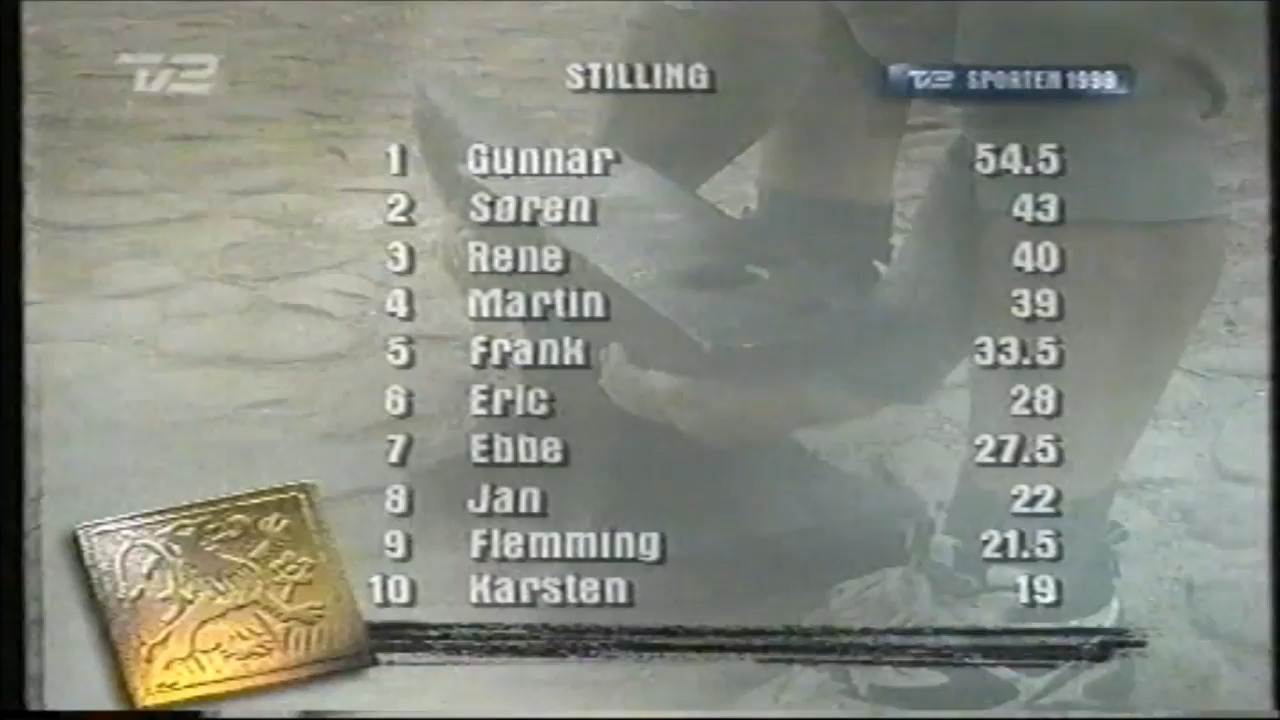 TV2
STILLING
TV2 SPORTEN 1998
1 Gunnar 54.5
2 Søren 43
3 Rene 40
4 Martin 39
5 Frank 33.5
6 Eric 28
7 Ebbe 27.5
8 Jan 22
9 Flemming 21.5
10 Karsten 19